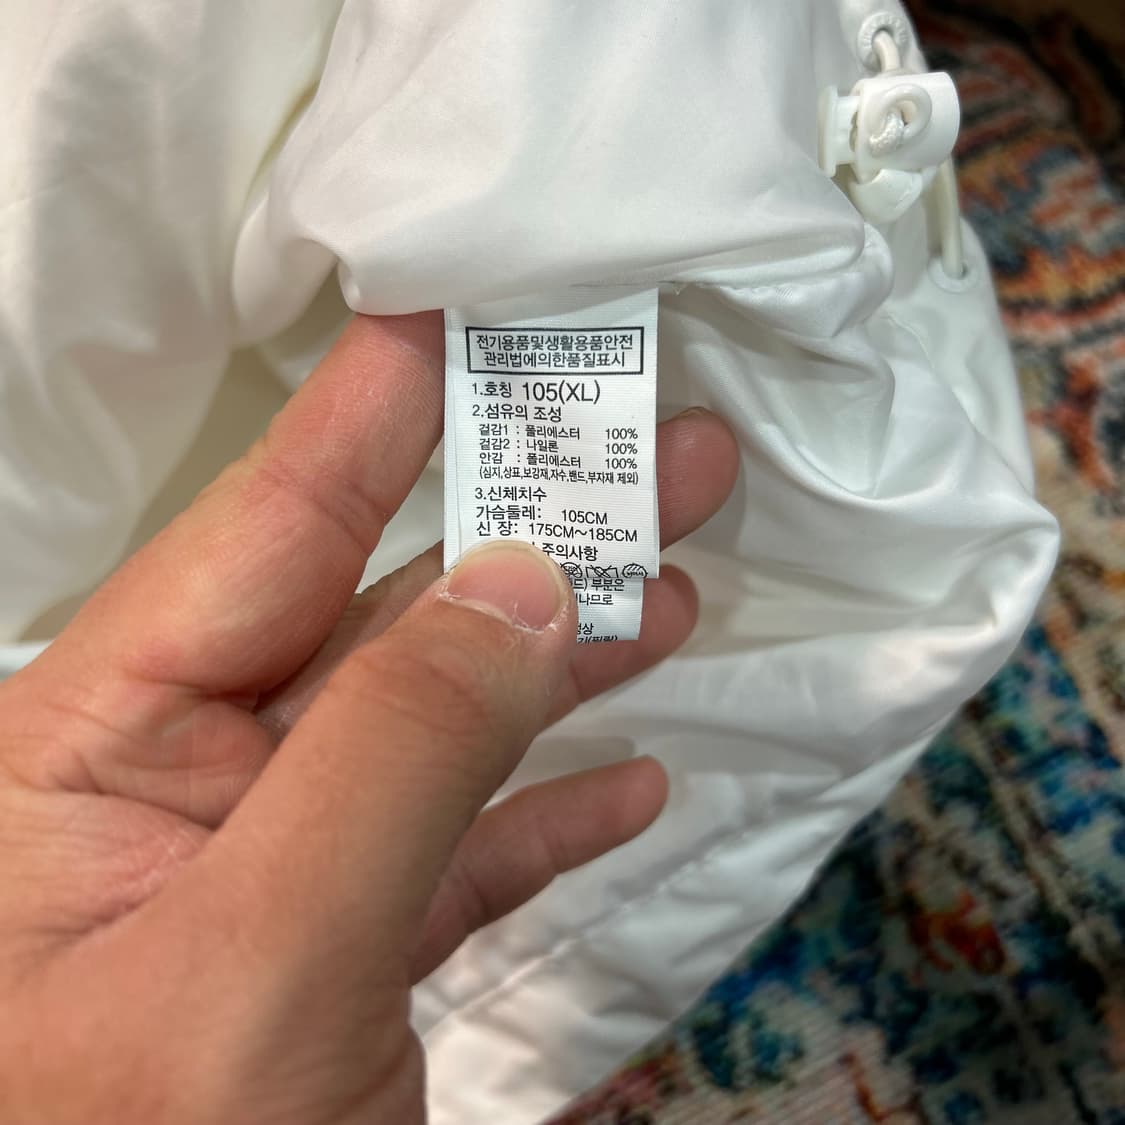 전기용품및생활용품안전
관리법에의한품질표시
1.호칭 105(XL)
2.섬유의 조성
겉감1 : 폴리에스터 100%
겉감2 : 나일론 100%
안감 : 폴리에스터 100%
(심지,상표,보강재,자수,밴드,부자재 제외)
3.신체치수
가슴둘레: 105CM
신 장: 175CM~185CM
주의사항
부분은